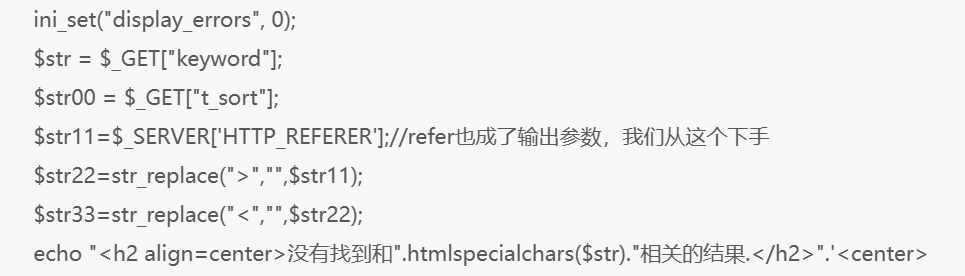 ini_set("display_errors", 0);
$str = $_GET["keyword"];
$str00 = $_GET["t_sort"];
$str11=$_SERVER['HTTP_REFERER'];//refer也成了输出参数，我们从这个下手
$str22=str_replace(">","",$str11);
$str33=str_replace("<","",$str22);
echo "<h2 align=center>没有找到和".htmlspecialchars($str)."相关的结果.</h2>".'<center>